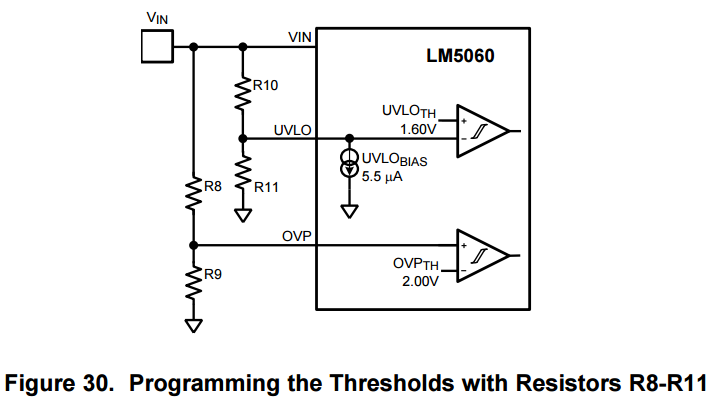 VIN
VIN
LM5060
R10
UVLOTH
1.60V
UVLO
UVLOBIAS
5.5 µA
R8
R11
OVP
OVPTH
2.00V
R9
Figure 30. Programming the Thresholds with Resistors R8-R11